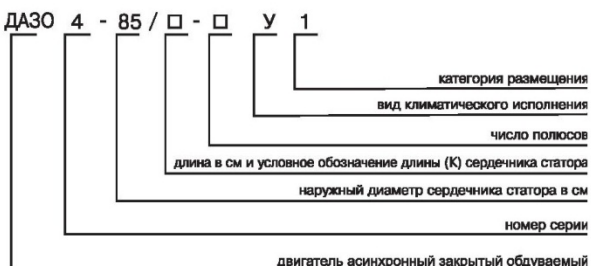 ДАЗО 4 - 85 / □ - □ У 1
категория размещения
вид климатического исполнения
число полюсов
длина в см и условное обозначение длины (К) сердечника статора
наружный диаметр сердечника статора в см
номер серии
двигатель асинхронный закрытый обдуваемый